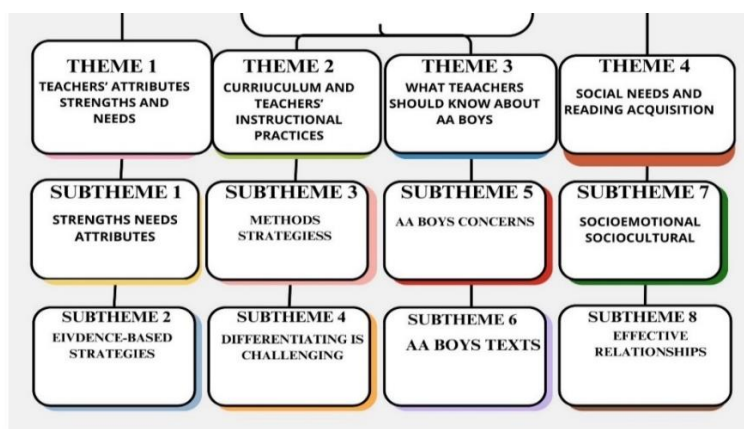 THEME 1
TEACHERS' ATTRIBUTES
STRENGTHS AND
NEEDS
THEME 2
CURRIUCULUM AND
TEACHERS'
INSTRUCTIONAL
PRACTICES
THEME 3
WHAT TEAACHERS
SHOULD KNOW ABOUT
AA BOYS
THEME 4
SOCIAL NEEDS AND
READING ACQUISITION
SUBTHEME 1
STRENGTHS NEEDS
ATTRIBUTES
SUBTHEME 3
METHODS
STRATEGIESS
SUBTHEME 5
AA BOYS CONCERNS
SUBTHEME 7
SOCIOEMOTIONAL
SOCIOCULTURAL
SUBTHEME 2
EIVDENCE-BASED
STRATEGIES
SUBTHEME 4
DIFFERENTIATING IS
CHALLENGING
SUBTHEME 6
AA BOYS TEXTS
SUBTHEME 8
EFFECTIVE
RELATIONSHIPS